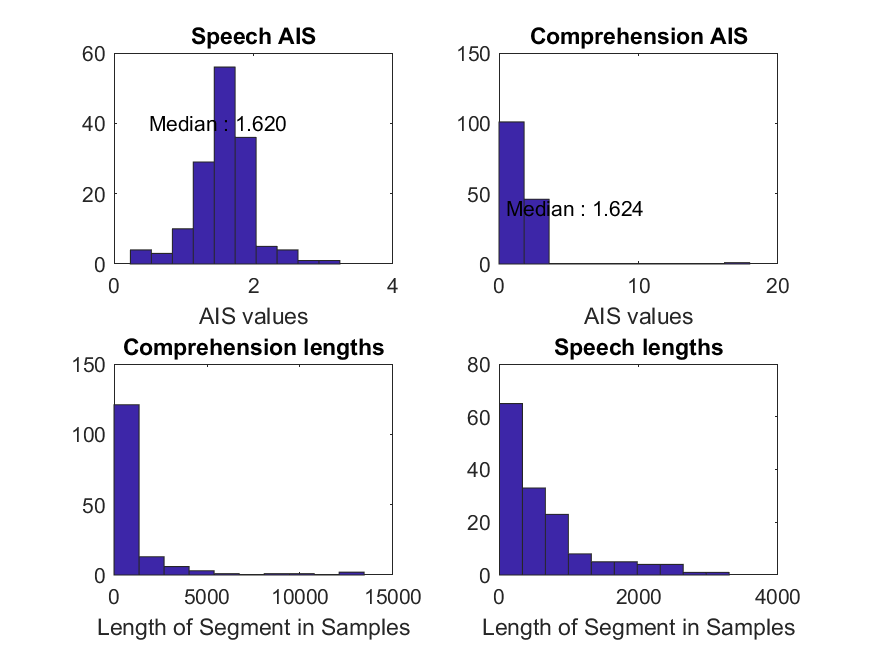 Speech AIS
60
40
20
0
Median : 1.620
0 2 4
AIS values
Comprehension AIS
150
100
50
0
Median : 1.624
0 10 20
AIS values
Comprehension lengths
150
100
50
0
0 5000 10000 15000
Length of Segment in Samples
Speech lengths
80
60
40
20
0
0 2000 4000
Length of Segment in Samples